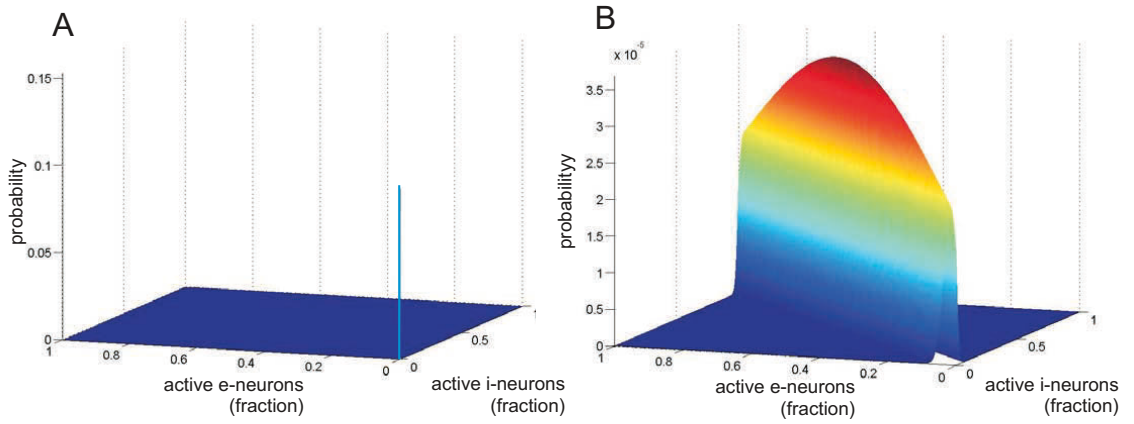 A
0.15
0.1
0.05
0
probability
1
0.8
0.6
0.4
0.2
0
0
0.5
1
active e-neurons
(fraction)
active i-neurons
(fraction)
B
x 10⁻⁵
3.5
3
2.5
2
1.5
1
0.5
0
probabilityy
1
0.8
0.6
0.4
0.2
0
0
0.5
1
active e-neurons
(fraction)
active i-neurons
(fraction)